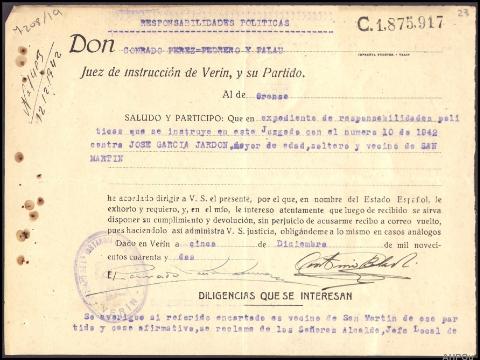 7208/19
23
RESPONSABILIDADES POLITICAS
C.1.875.917
Don CONRADO PEREZ=PEDRERO Y PALAU
Juez de instrucción de Verin, y su Partido.
Al de Orense
SALUDO Y PARTICIPO: Que en expediente de responsabilidades poli
ticas que se instruye en este Juzgado con el numero 10 de 1942
contra JOSE GARCIA JARDON, mayor de edad, soltero y vecino de SAN
MARTIN
ha acordado dirigir a V. S. el presente, por el que, en nombre del Estado Español, le
exhorto y requiero, y, en el mío, le intereso atentamente que luego de recibido se sirva
disponer su cumplimiento y devolución, sin perjuicio de acusarme recibo a correo vuelto,
pues haciéndolo así administra V. S. justicia, obligándome a lo mismo en casos análogos
Dado en Verín a cinco de Diciembre de mil noveci-
entos cuarenta y dos
El
VERIN
DILIGENCIAS QUE SE INTERESAN
Se averigue si referido encartado es vecino de San Martin de ese par
tido y caso afirmativo, se reclame de los Señores Alcalde, Jefe Local de